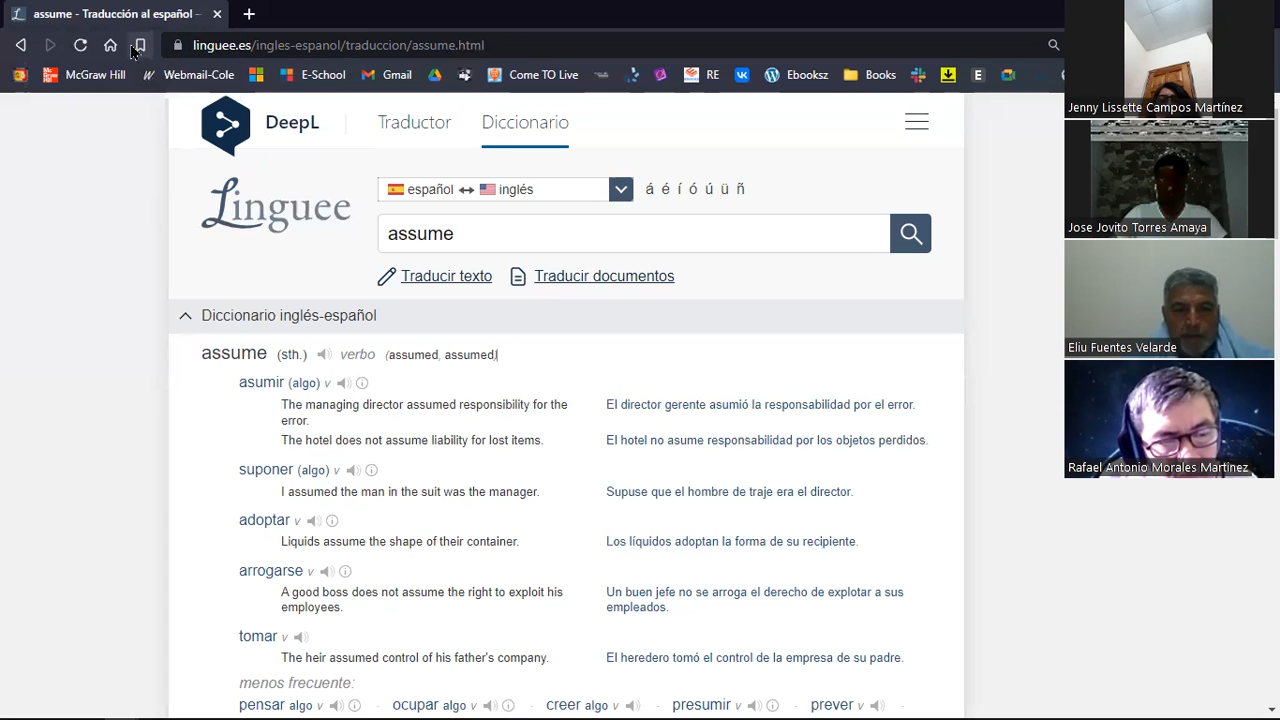 assume - Traducción al español –
linguee.es/ingles-espanol/traduccion/assume.html
McGraw Hill Webmail-Cole E-School Gmail Come TO Live RE Ebooksz Books
DeepL Traductor Diccionario
Linguee
español ↔ inglés á é í ó ú ü ñ
assume
Traducir texto Traducir documentos
Diccionario inglés-español
assume (sth.) verbo (assumed, assumed)
asumir (algo) v
The managing director assumed responsibility for the error. El director gerente asumió la responsabilidad por el error.
The hotel does not assume liability for lost items. El hotel no asume responsabilidad por los objetos perdidos.
suponer (algo) v
I assumed the man in the suit was the manager. Supuse que el hombre de traje era el director.
adoptar v
Liquids assume the shape of their container. Los líquidos adoptan la forma de su recipiente.
arrogarse v
A good boss does not assume the right to exploit his employees. Un buen jefe no se arroga el derecho de explotar a sus empleados.
tomar v
The heir assumed control of his father's company. El heredero tomó el control de la empresa de su padre.
menos frecuente:
pensar algo v · ocupar algo v · creer algo v · presumir v · prever v ·
Jenny Lissette Campos Martínez
Jose Jovito Torres Amaya
Eliu Fuentes Velarde
Rafael Antonio Morales Martínez